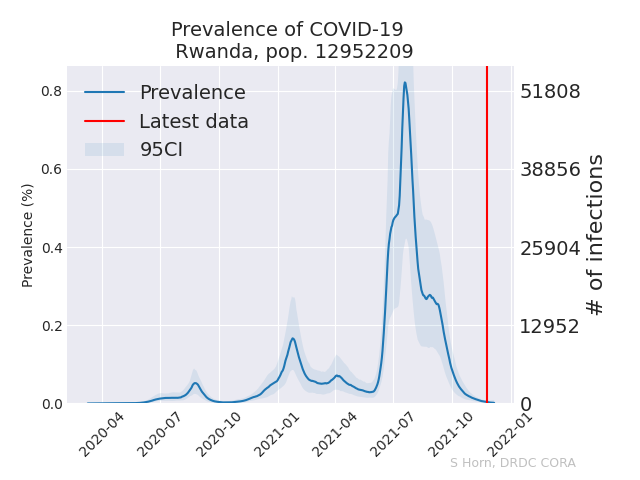 Prevalence of COVID-19
Rwanda, pop. 12952209
Prevalence
Latest data
95CI
Prevalence (%)
0.8
0.6
0.4
0.2
0.0
51808
38856
25904
12952
0
# of infections
2020-04
2020-07
2020-10
2021-01
2021-04
2021-07
2021-10
2022-01
S Horn, DRDC CORA